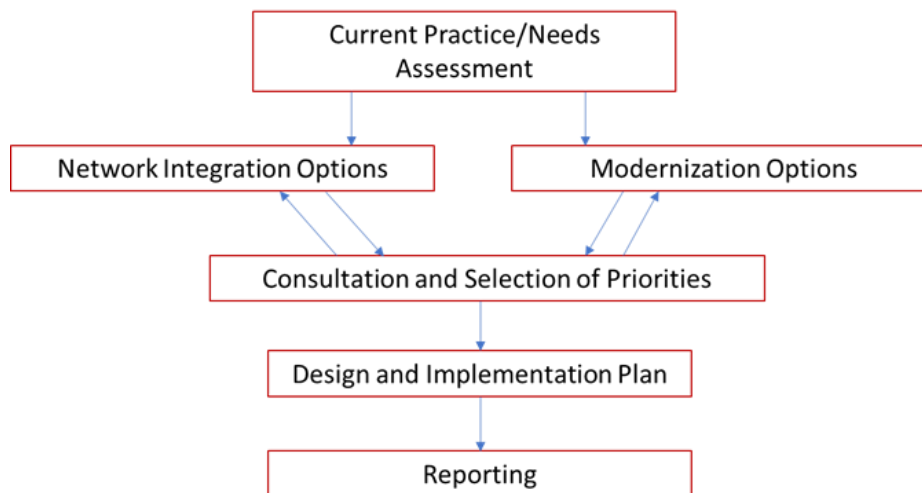 Current Practice/Needs
Assessment
Network Integration Options
Modernization Options
Consultation and Selection of Priorities
Design and Implementation Plan
Reporting